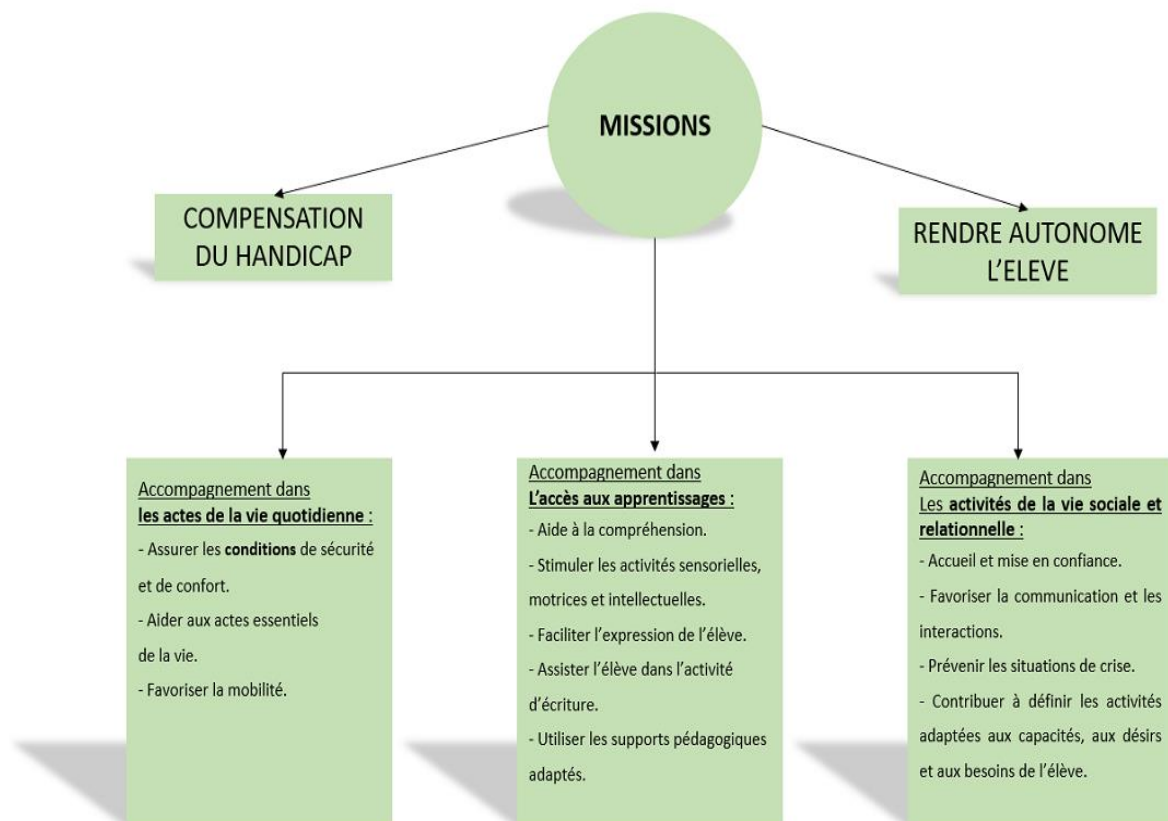 MISSIONS
COMPENSATION
DU HANDICAP
RENDRE AUTONOME
L'ELEVE
Accompagnement dans
les actes de la vie quotidienne :
- Assurer les conditions de sécurité
et de confort.
- Aider aux actes essentiels
de la vie.
- Favoriser la mobilité.
Accompagnement dans
L'accès aux apprentissages :
- Aide à la compréhension.
- Stimuler les activités sensorielles,
motrices et intellectuelles.
- Faciliter l'expression de l'élève.
- Assister l'élève dans l'activité
d'écriture.
- Utiliser les supports pédagogiques
adaptés.
Accompagnement dans
Les activités de la vie sociale et
relationnelle :
- Accueil et mise en confiance.
- Favoriser la communication et les
interactions.
- Prévenir les situations de crise.
- Contribuer à définir les activités
adaptées aux capacités, aux désirs
et aux besoins de l'élève.